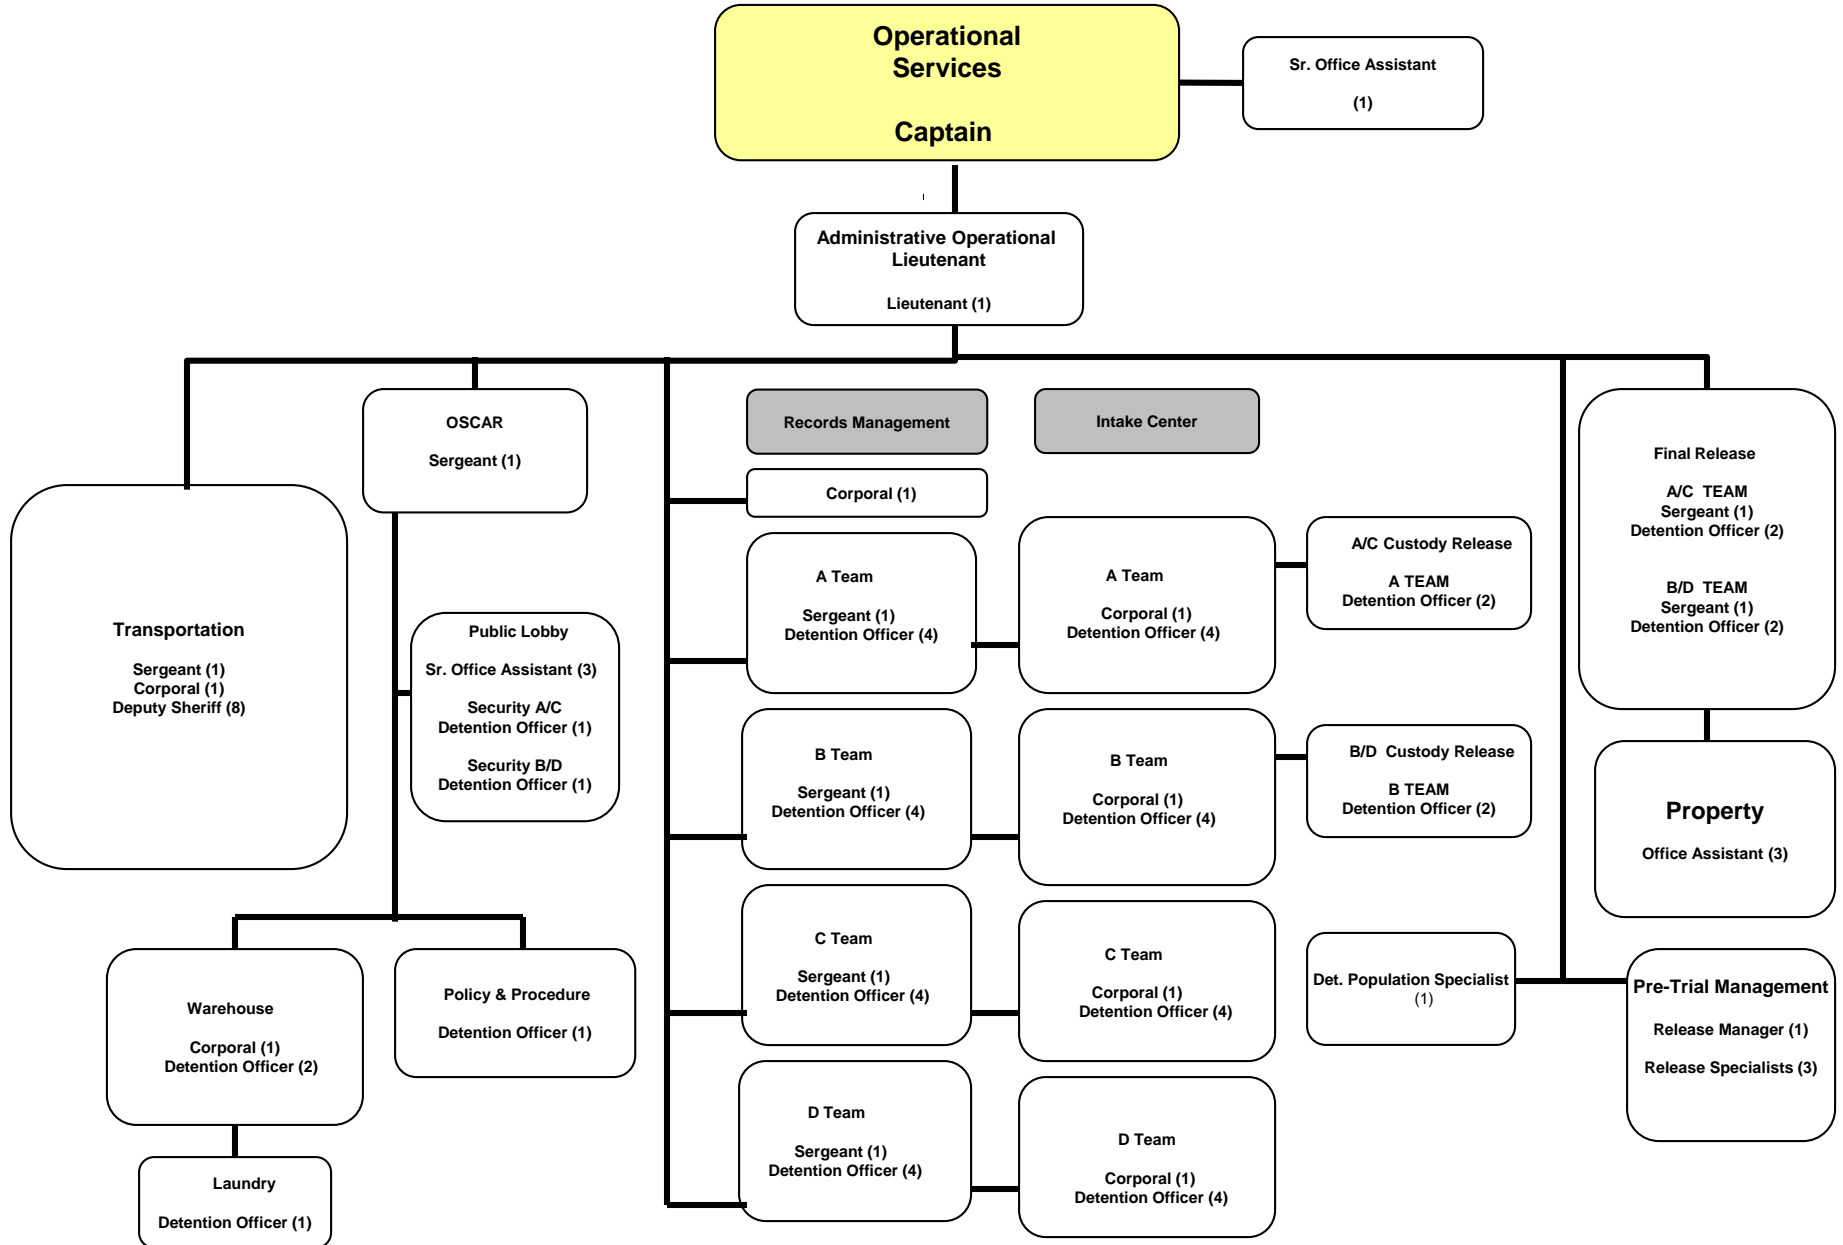 Operational
Services
Captain
Sr. Office Assistant
(1)
Administrative Operational
Lieutenant
Lieutenant (1)
OSCAR
Sergeant (1)
Records Management
Intake Center
Corporal (1)
Final Release
A/C TEAM
Sergeant (1)
Detention Officer (2)
B/D TEAM
Sergeant (1)
Detention Officer (2)
A Team
Sergeant (1)
Detention Officer (4)
A Team
Corporal (1)
Detention Officer (4)
A/C Custody Release
A TEAM
Detention Officer (2)
Transportation
Sergeant (1)
Corporal (1)
Deputy Sheriff (8)
Public Lobby
Sr. Office Assistant (3)
Security A/C
Detention Officer (1)
Security B/D
Detention Officer (1)
B Team
Sergeant (1)
Detention Officer (4)
B Team
Corporal (1)
Detention Officer (4)
B/D Custody Release
B TEAM
Detention Officer (2)
Property
Office Assistant (3)
C Team
Sergeant (1)
Detention Officer (4)
C Team
Corporal (1)
Detention Officer (4)
Det. Population Specialist
(1)
Pre-Trial Management
Release Manager (1)
Release Specialists (3)
Warehouse
Corporal (1)
Detention Officer (2)
Policy & Procedure
Detention Officer (1)
D Team
Sergeant (1)
Detention Officer (4)
D Team
Corporal (1)
Detention Officer (4)
Laundry
Detention Officer (1)